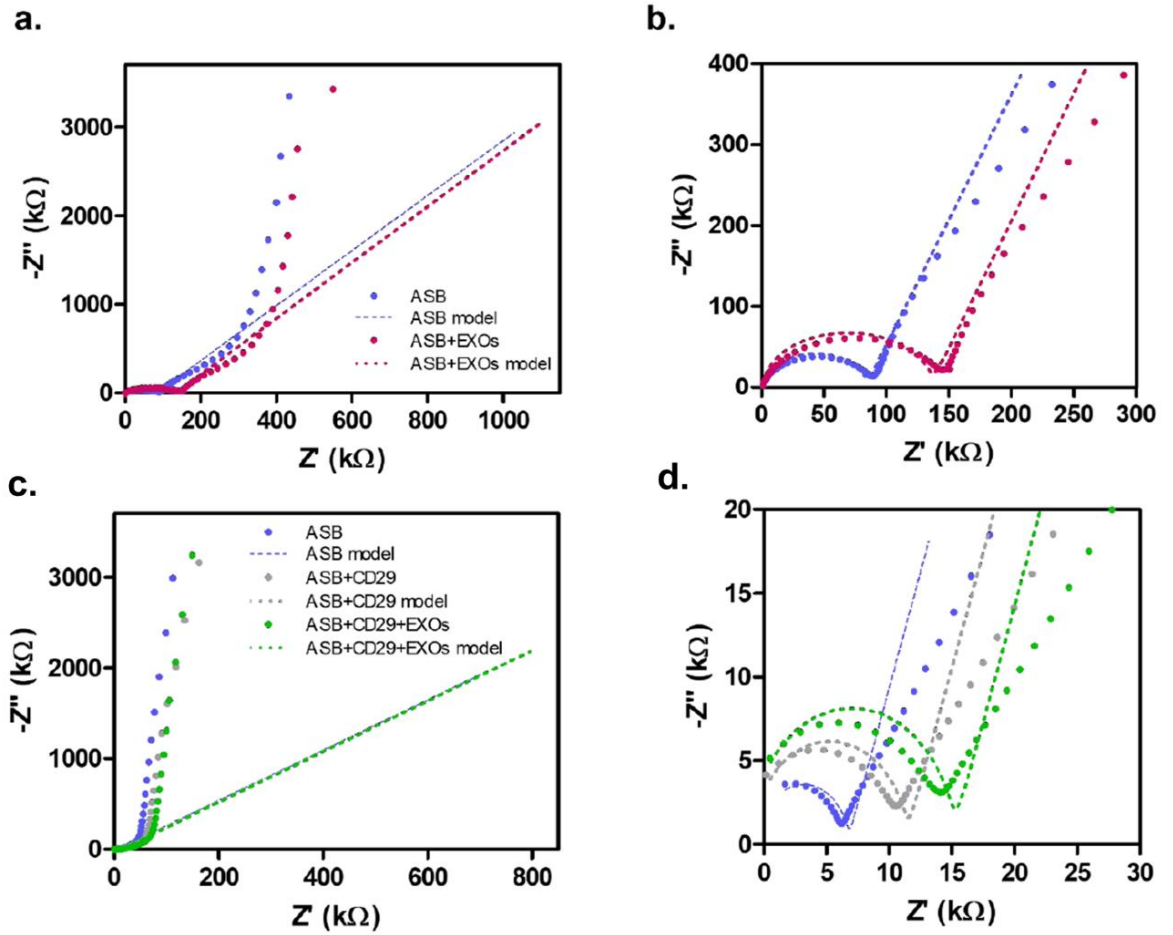 a.
3000
2000
1000
0
-Z" (kΩ)
ASB
ASB model
ASB+EXOs
ASB+EXOs model
0 200 400 600 800 1000
Z' (kΩ)
b.
400
300
200
100
0
-Z" (kΩ)
0 50 100 150 200 250 300
Z' (kΩ)
c.
3000
2000
1000
0
-Z" (kΩ)
ASB
ASB model
ASB+CD29
ASB+CD29 model
ASB+CD29+EXOs
ASB+CD29+EXOs model
0 200 400 600 800
Z' (kΩ)
d.
20
15
10
5
0
-Z" (kΩ)
0 5 10 15 20 25 30
Z' (kΩ)